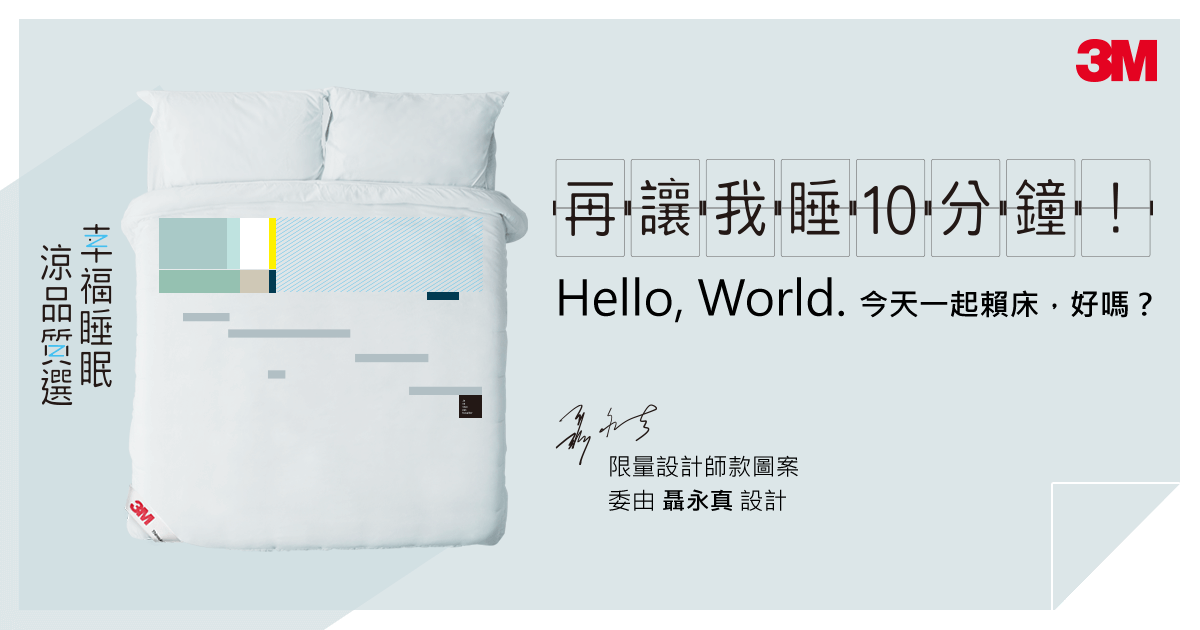 3M
再讓我睡10分鐘！
Hello, World. 今天一起賴床，好嗎？
幸福睡眠
涼品質選
限量設計師款圖案
委由 聶永真 設計
3M